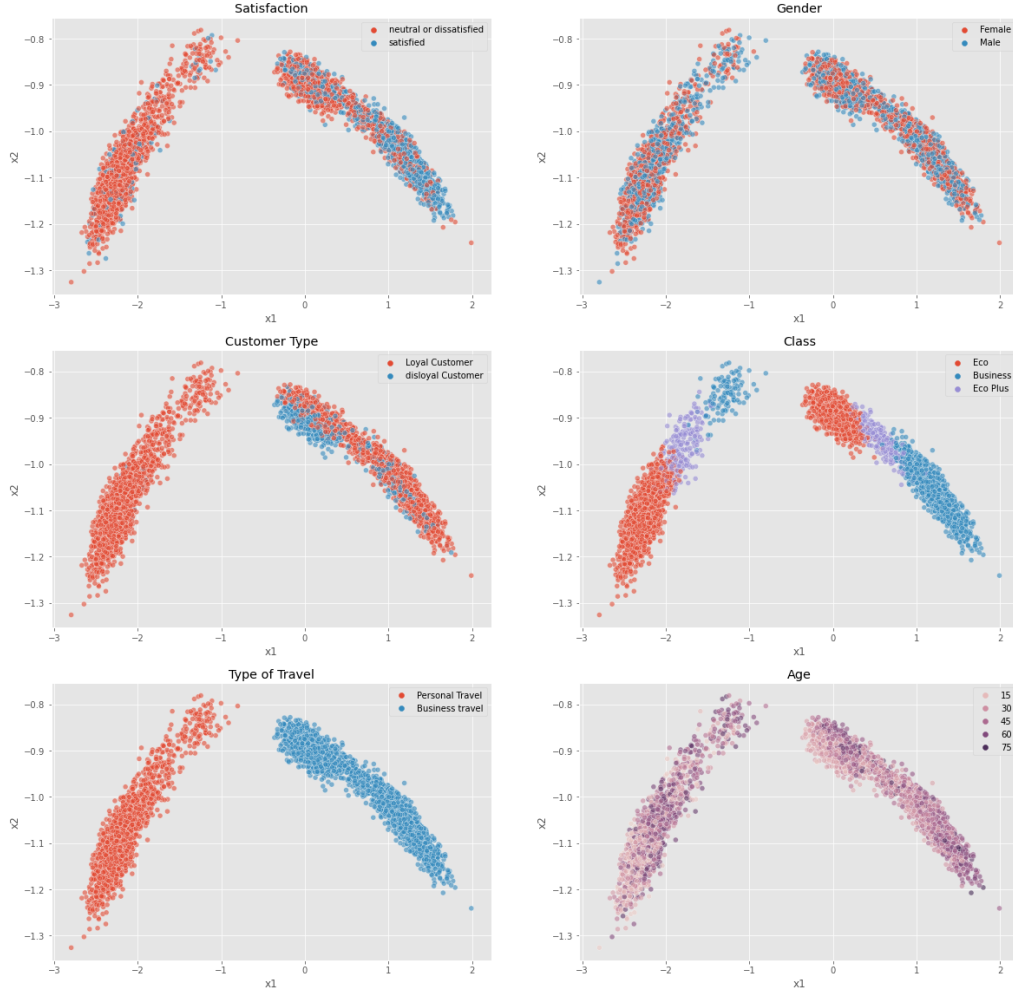 Satisfaction
neutral or dissatisfied
satisfied
−0.8
−0.9
−1.0
−1.1
−1.2
−1.3
x2
−3
−2
−1
0
1
2
x1
Gender
Female
Male
−0.8
−0.9
−1.0
−1.1
−1.2
−1.3
x2
−3
−2
−1
0
1
2
x1
Customer Type
Loyal Customer
disloyal Customer
−0.8
−0.9
−1.0
−1.1
−1.2
−1.3
x2
−3
−2
−1
0
1
2
x1
Class
Eco
Business
Eco Plus
−0.8
−0.9
−1.0
−1.1
−1.2
−1.3
x2
−3
−2
−1
0
1
2
x1
Type of Travel
Personal Travel
Business travel
−0.8
−0.9
−1.0
−1.1
−1.2
−1.3
x2
−3
−2
−1
0
1
2
x1
Age
15
30
45
60
75
−0.8
−0.9
−1.0
−1.1
−1.2
−1.3
x2
−3
−2
−1
0
1
2
x1